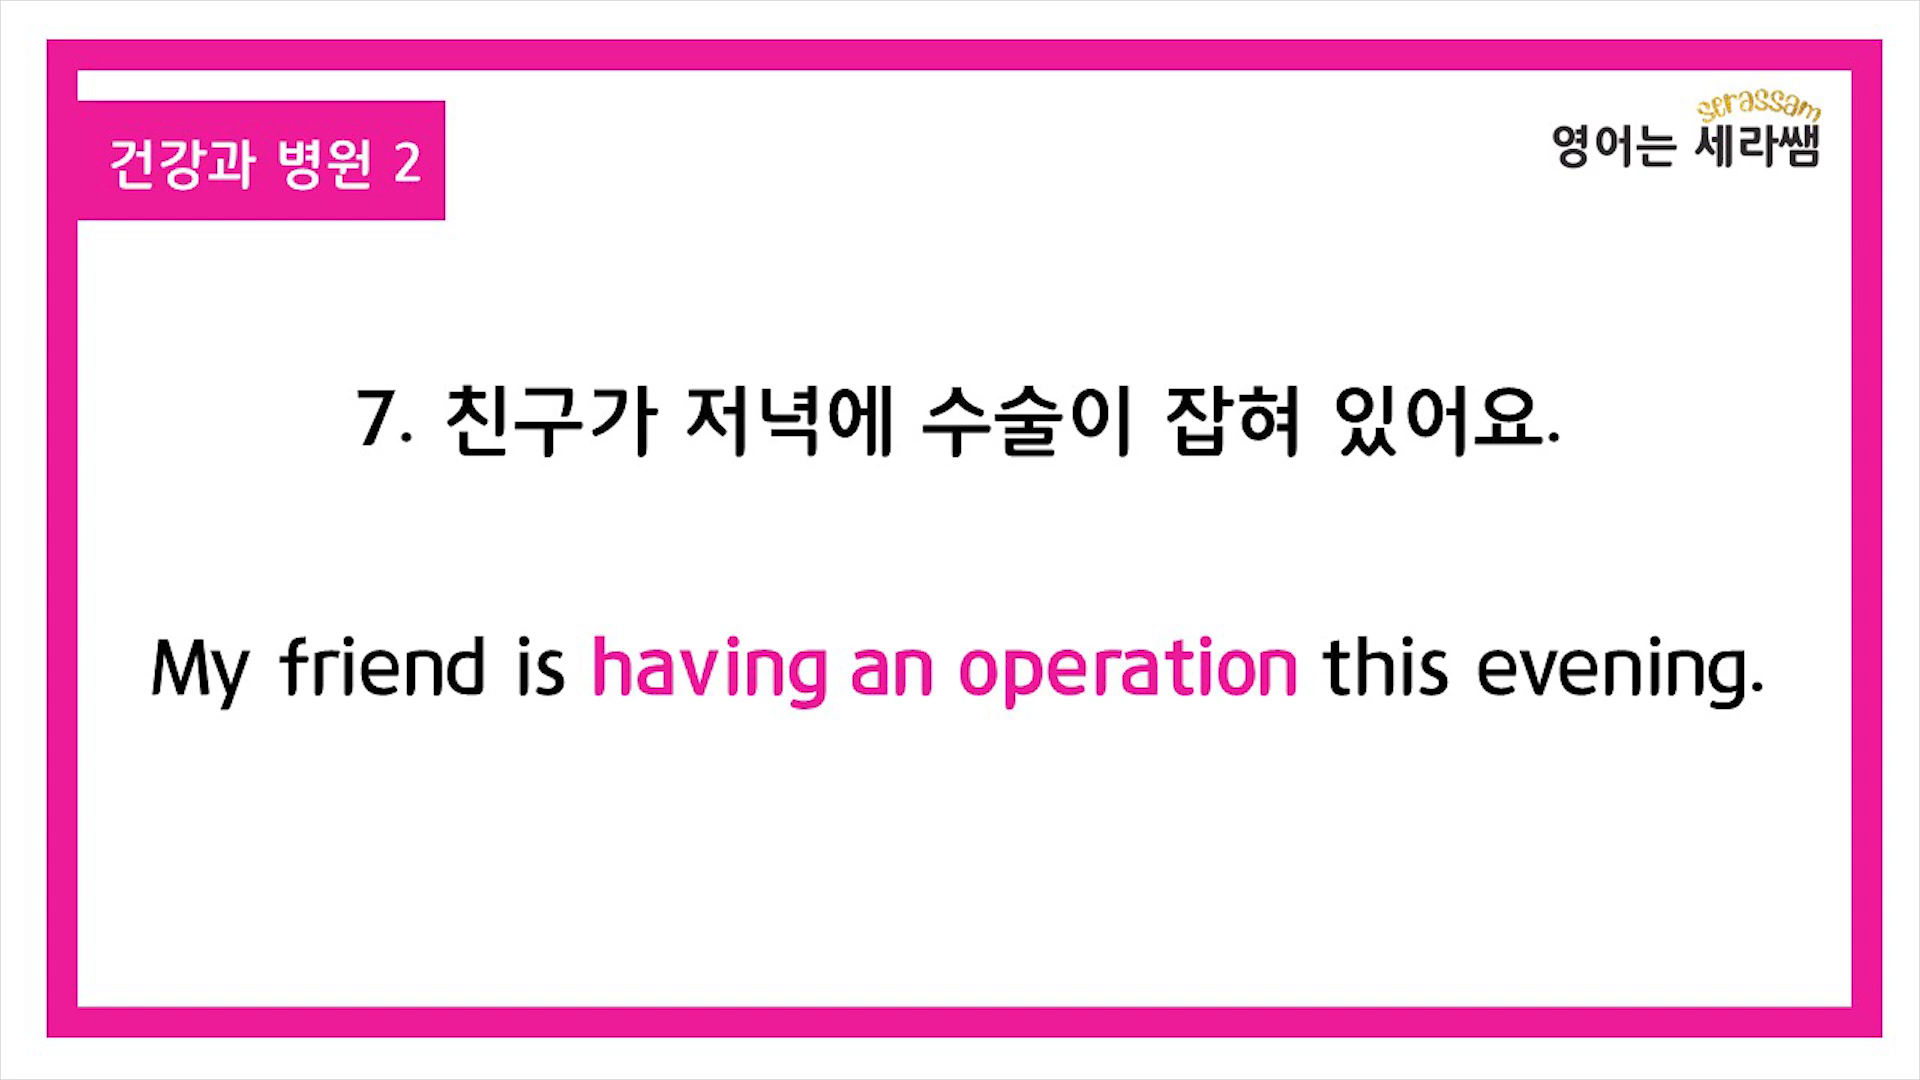 건강과 병원 2
serassam
영어는 세라쌤
7. 친구가 저녁에 수술이 잡혀 있어요.
My friend is having an operation this evening.